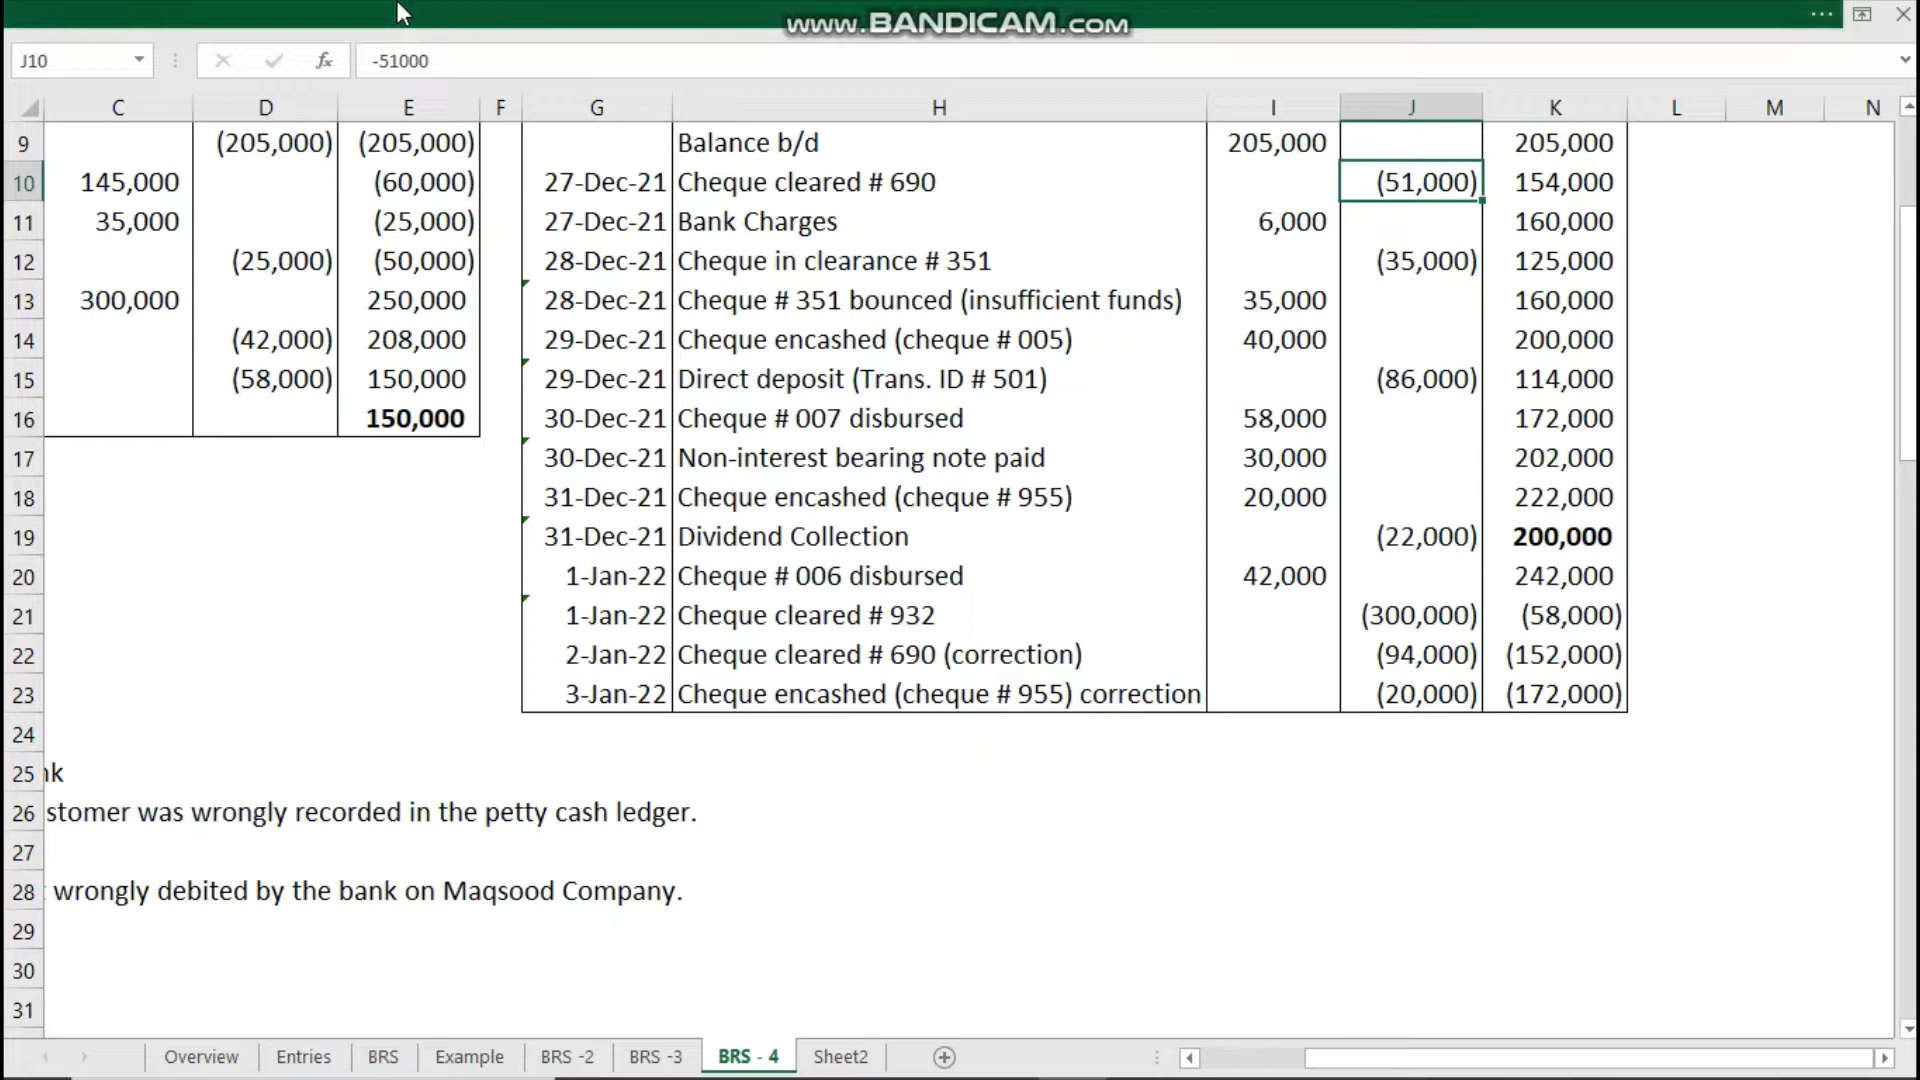 www.BANDICAM.com
J10 fx -51000
C D E F G H I J K L M N
9 (205,000) (205,000) Balance b/d 205,000 205,000
10 145,000 (60,000) 27-Dec-21 Cheque cleared # 690 (51,000) 154,000
11 35,000 (25,000) 27-Dec-21 Bank Charges 6,000 160,000
12 (25,000) (50,000) 28-Dec-21 Cheque in clearance # 351 (35,000) 125,000
13 300,000 250,000 28-Dec-21 Cheque # 351 bounced (insufficient funds) 35,000 160,000
14 (42,000) 208,000 29-Dec-21 Cheque encashed (cheque # 005) 40,000 200,000
15 (58,000) 150,000 29-Dec-21 Direct deposit (Trans. ID # 501) (86,000) 114,000
16 150,000 30-Dec-21 Cheque # 007 disbursed 58,000 172,000
17 30-Dec-21 Non-interest bearing note paid 30,000 202,000
18 31-Dec-21 Cheque encashed (cheque # 955) 20,000 222,000
19 31-Dec-21 Dividend Collection (22,000) 200,000
20 1-Jan-22 Cheque # 006 disbursed 42,000 242,000
21 1-Jan-22 Cheque cleared # 932 (300,000) (58,000)
22 2-Jan-22 Cheque cleared # 690 (correction) (94,000) (152,000)
23 3-Jan-22 Cheque encashed (cheque # 955) correction (20,000) (172,000)
24
25 nk
26 stomer was wrongly recorded in the petty cash ledger.
27
28 wrongly debited by the bank on Maqsood Company.
29
30
31
Overview Entries BRS Example BRS -2 BRS -3 BRS - 4 Sheet2